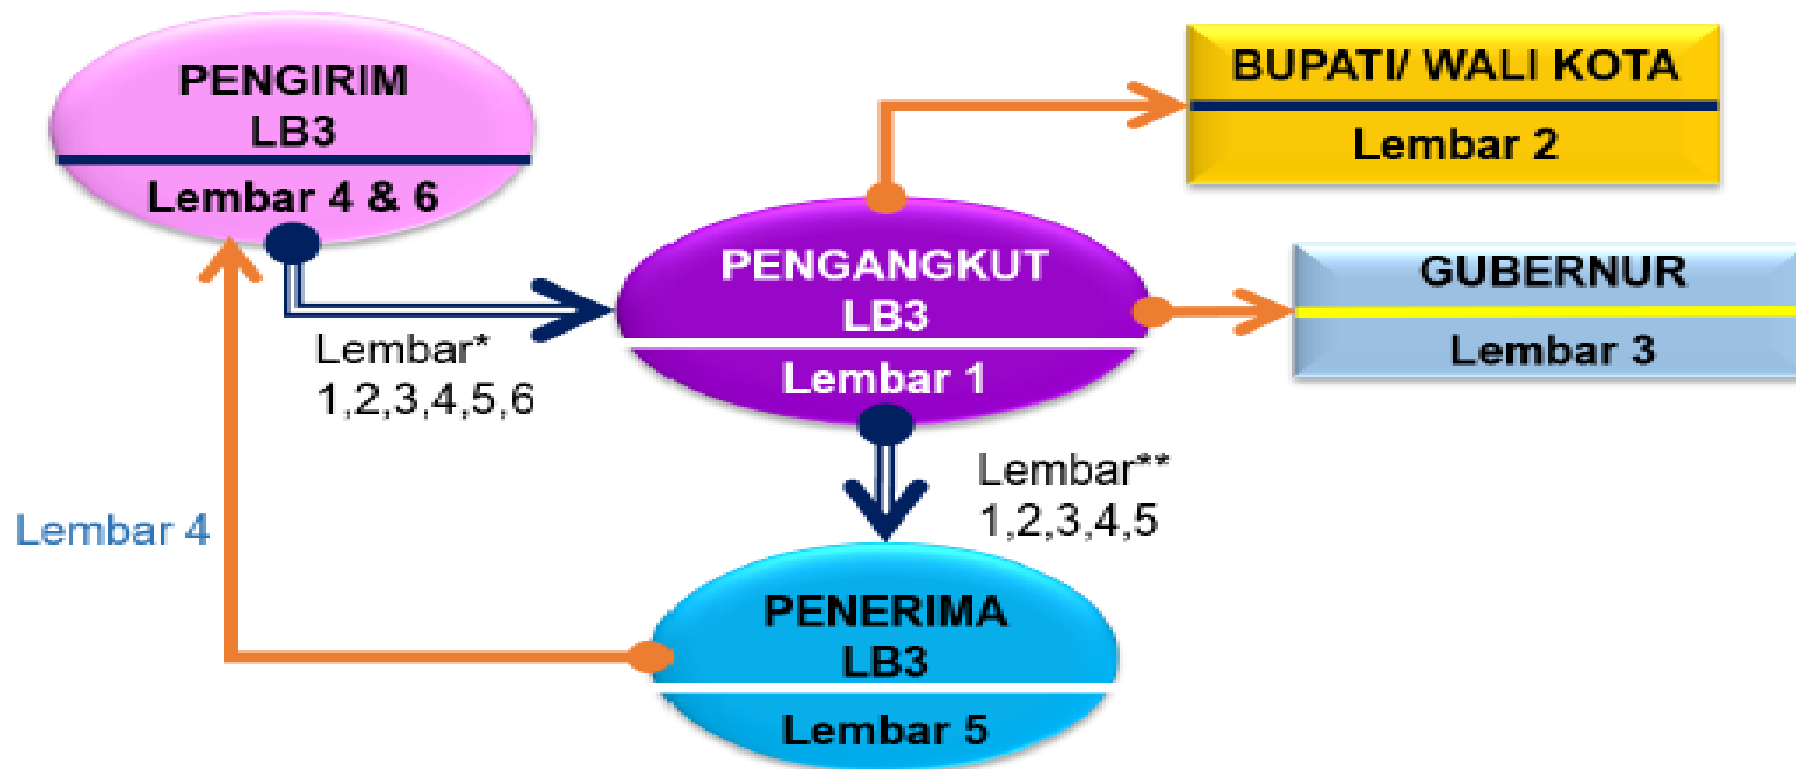 PENGIRIM
LB3
Lembar 4 & 6
BUPATI/ WALI KOTA
Lembar 2
PENGANGKUT
LB3
Lembar 1
GUBERNUR
Lembar 3
Lembar*
1,2,3,4,5,6
Lembar**
1,2,3,4,5
Lembar 4
PENERIMA
LB3
Lembar 5